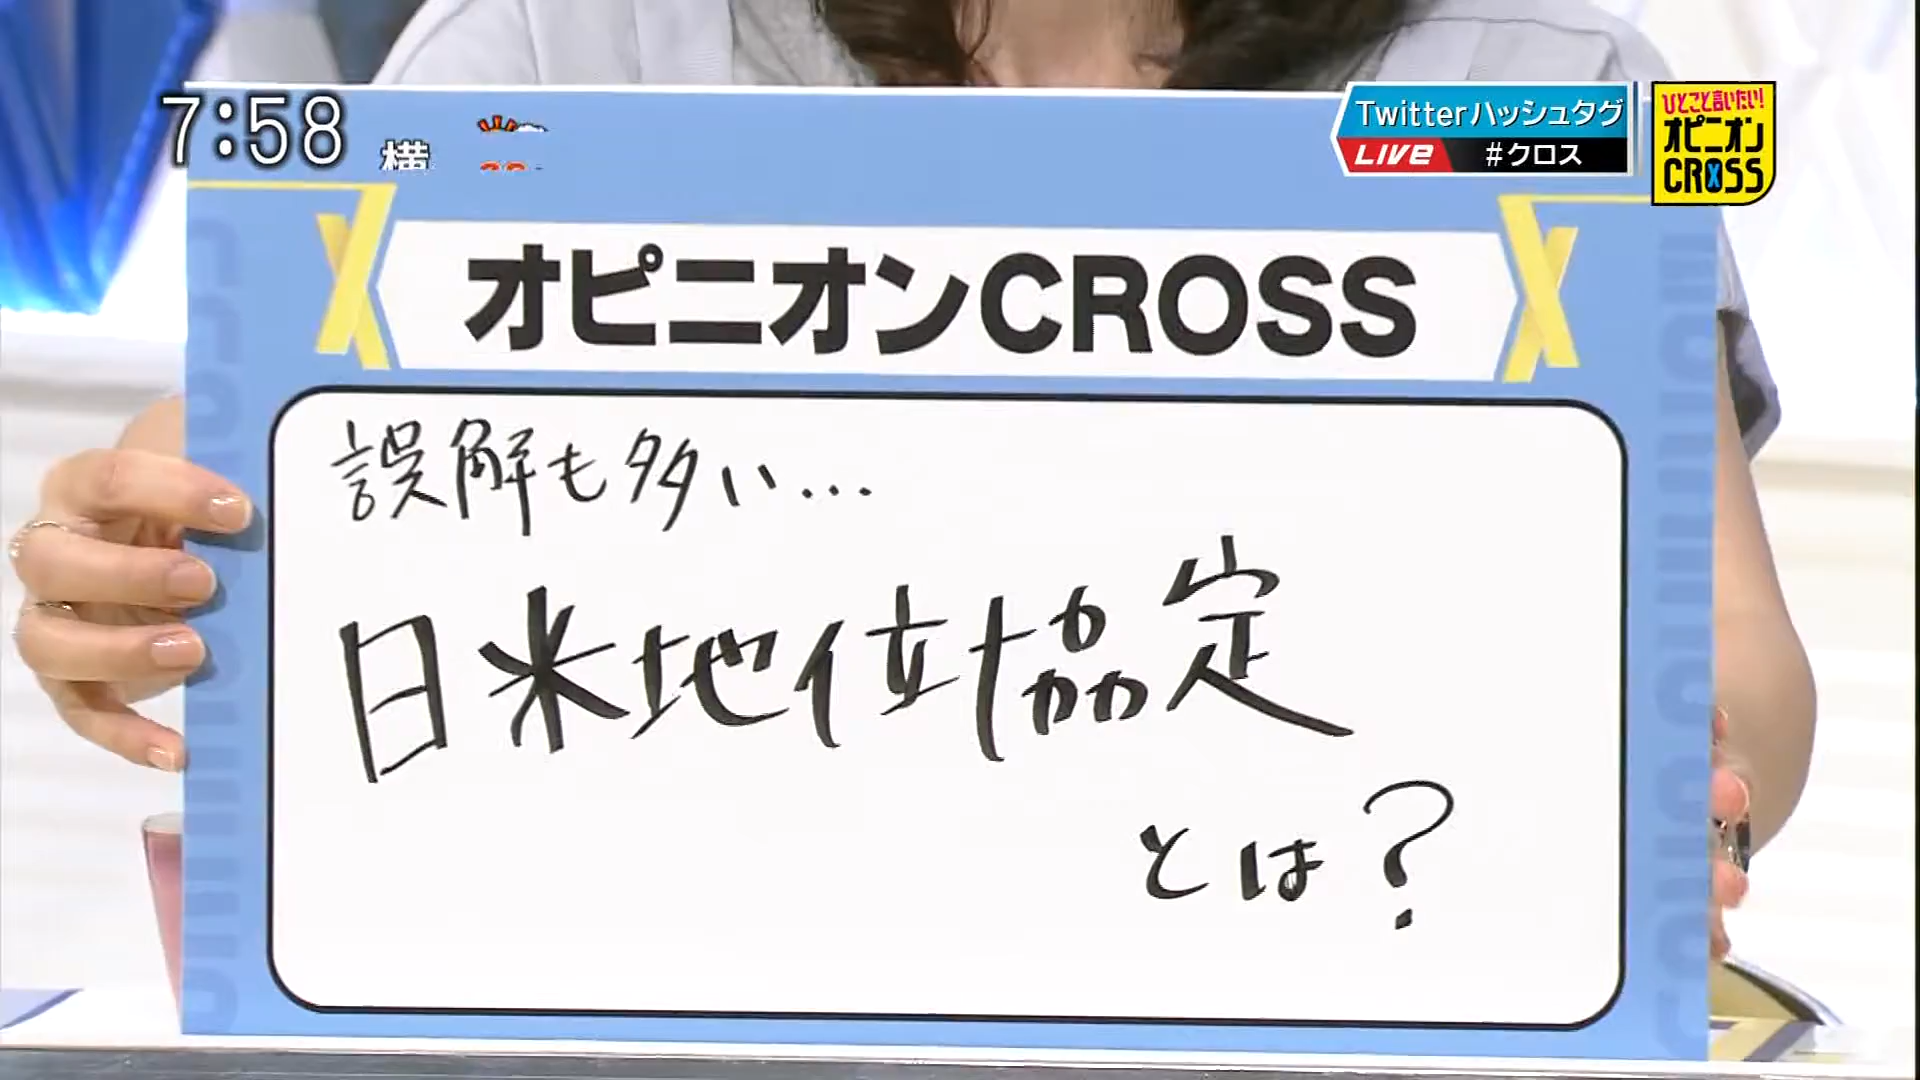 7:58
横
Twitterハッシュタグ
LIVE #クロス
ひとこと言いたい!
オピニオン
CROSS
オピニオンCROSS
誤解も多い…
日米地位協定
とは?